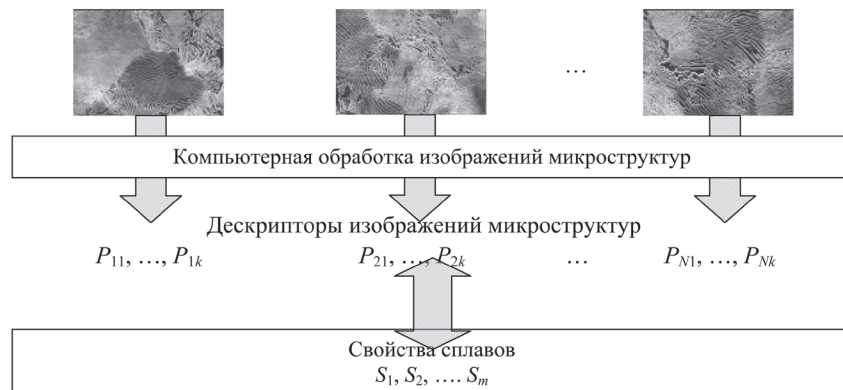 …
Компьютерная обработка изображений микроструктур
Дескрипторы изображений микроструктур
P11, …, P1k P21, …, P2k … PN1, …, PNk
Свойства сплавов
S1, S2, …. Sm